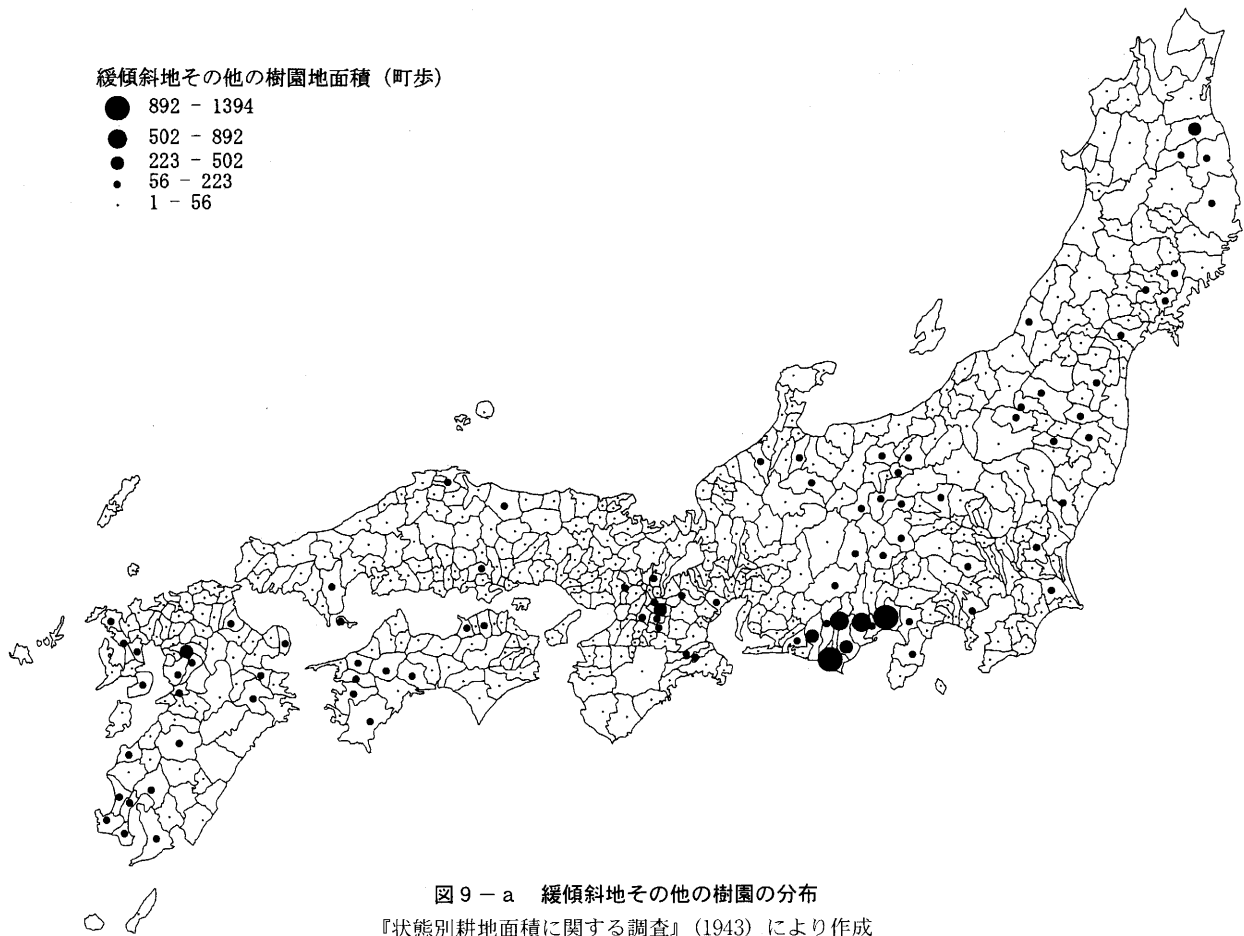 緩傾斜地その他の樹園地面積（町歩）
892 － 1394
502 － 892
223 － 502
56 － 223
1 － 56
図９－ａ　緩傾斜地その他の樹園の分布
『状態別耕地面積に関する調査』(1943) により作成